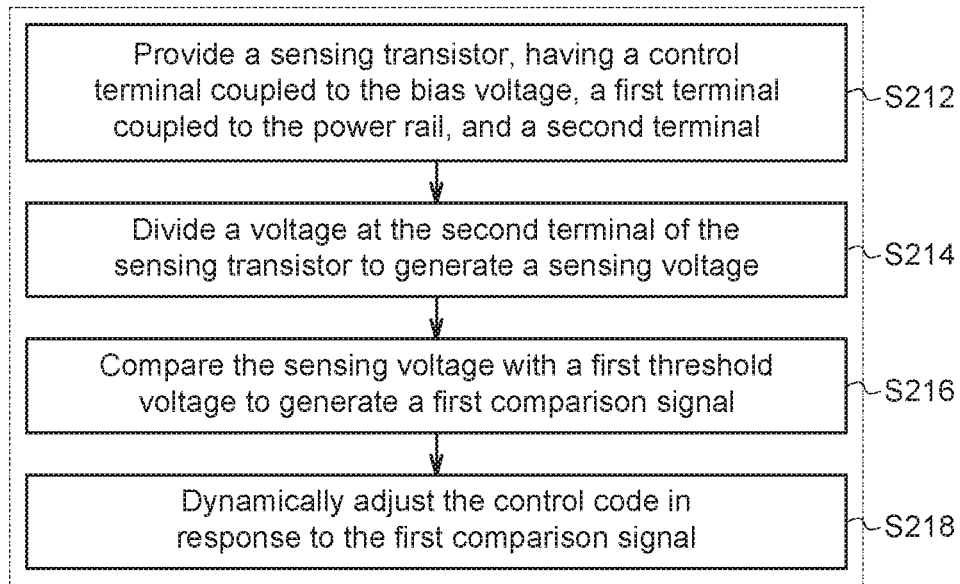 Provide a sensing transistor, having a control
terminal coupled to the bias voltage, a first terminal
coupled to the power rail, and a second terminal
S212
Divide a voltage at the second terminal of the
sensing transistor to generate a sensing voltage
S214
Compare the sensing voltage with a first threshold
voltage to generate a first comparison signal
S216
Dynamically adjust the control code in
response to the first comparison signal
S218